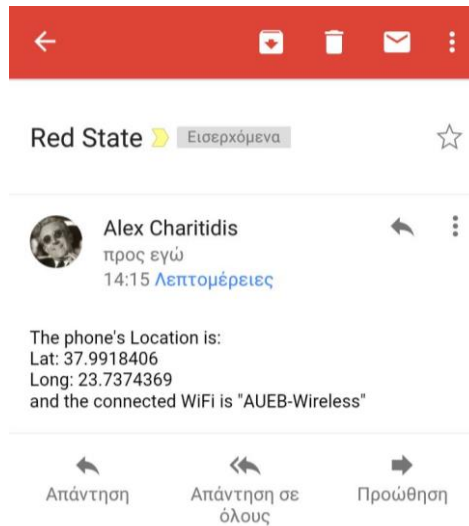 Red State Εισερχόμενα
Alex Charitidis
προς εγώ
14:15 Λεπτομέρειες
The phone's Location is:
Lat: 37.9918406
Long: 23.7374369
and the connected WiFi is "AUEB-Wireless"
Απάντηση Απάντηση σε όλους Προώθηση